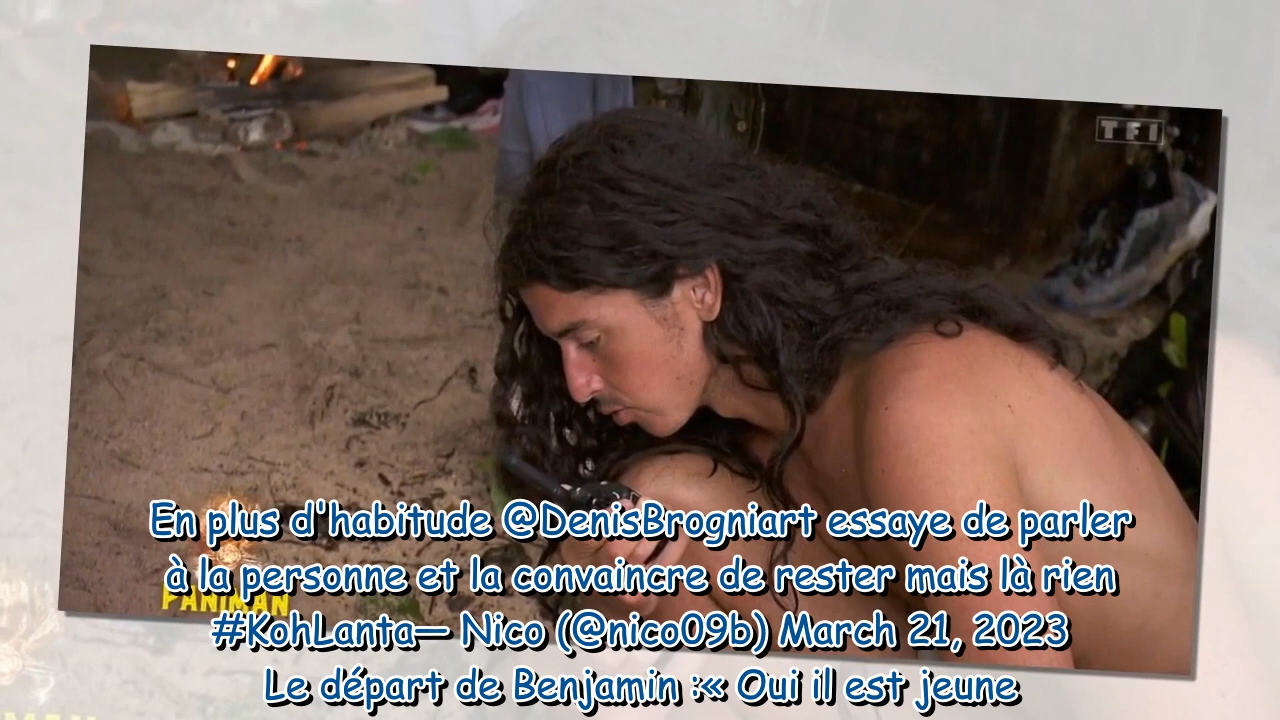 TF1
PANIMAN
En plus d'habitude @DenisBrogniart essaye de parler
à la personne et la convaincre de rester mais là rien
#KohLanta— Nico (@nico09b) March 21, 2023
Le départ de Benjamin :« Oui il est jeune